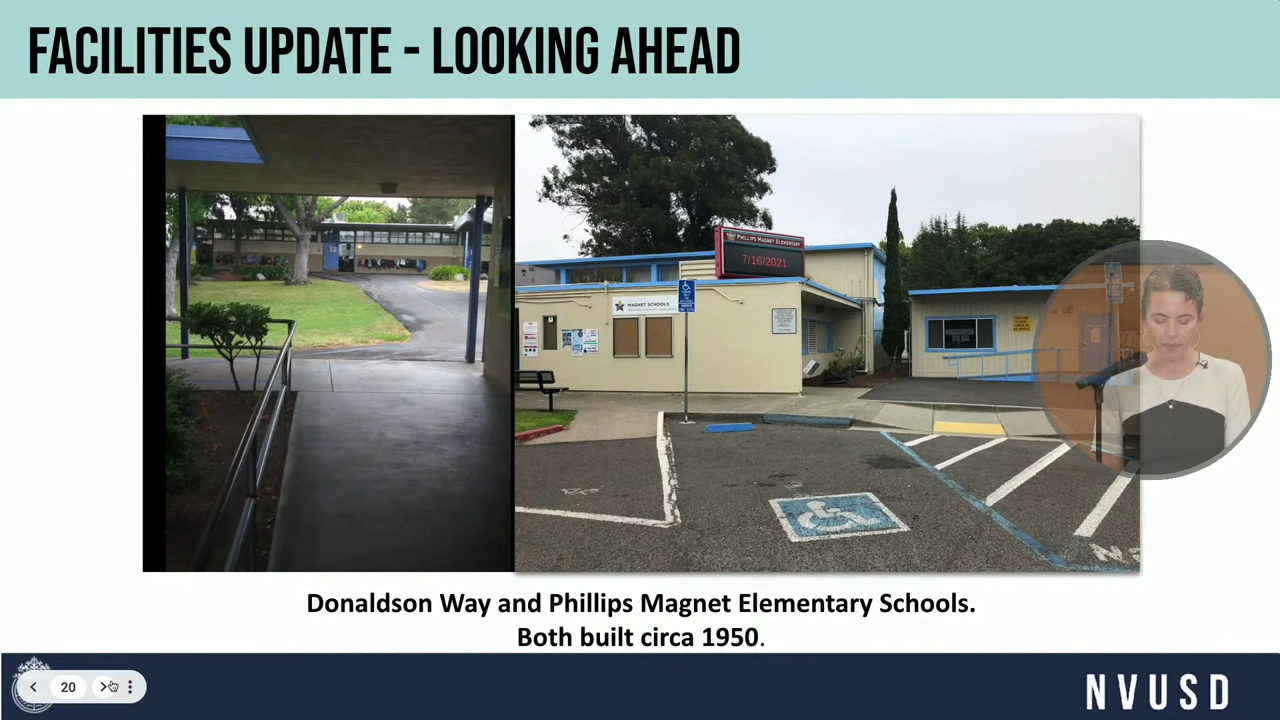 FACILITIES UPDATE - LOOKING AHEAD
PHILLIPS MAGNET ELEMENTARY
7/16/2021
MAGNET SCHOOLS
Donaldson Way and Phillips Magnet Elementary Schools.
Both built circa 1950.
20
NVUSD